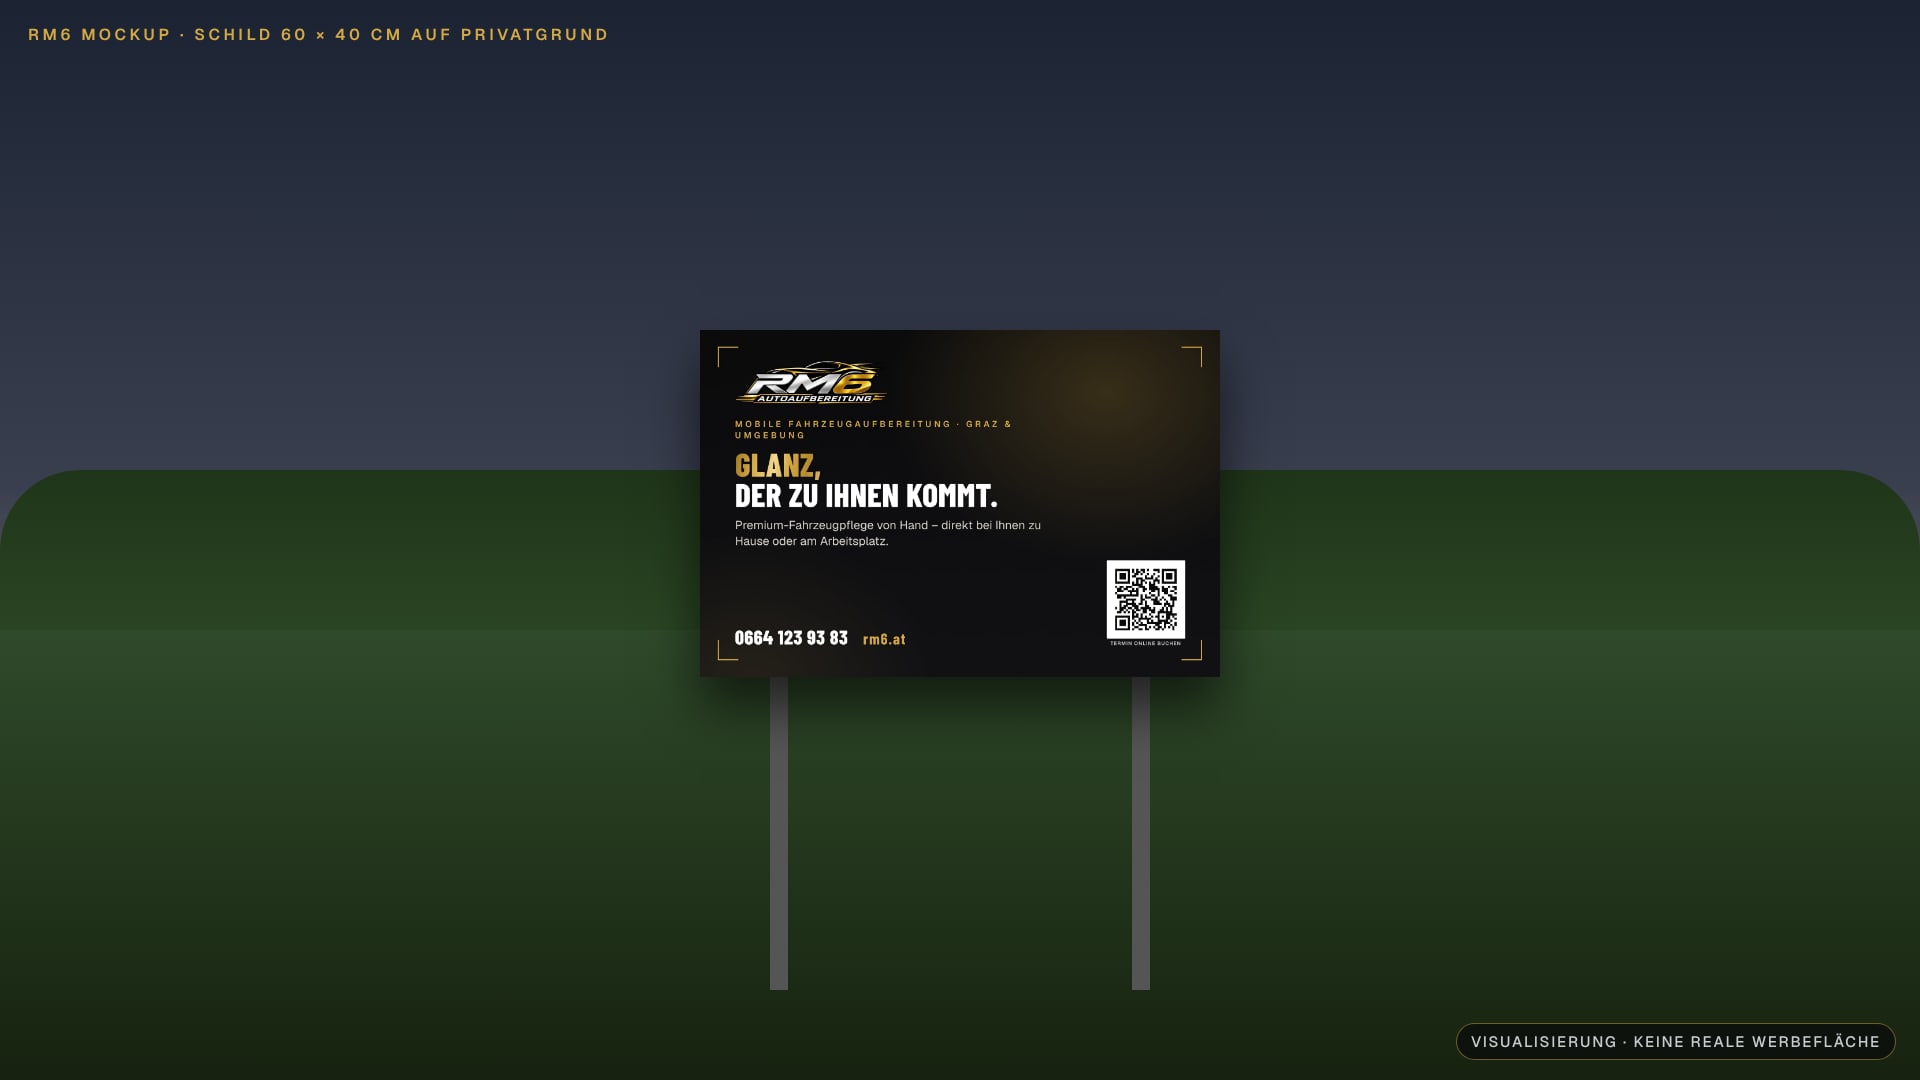 RM6 MOCKUP · SCHILD 60 × 40 CM AUF PRIVATGRUND
RM6
AUTOAUFBEREITUNG
MOBILE FAHRZEUGAUFBEREITUNG · GRAZ &
UMGEBUNG
GLANZ,
DER ZU IHNEN KOMMT.
Premium-Fahrzeugpflege von Hand – direkt bei Ihnen zu
Hause oder am Arbeitsplatz.
0664 123 93 83 rm6.at
TERMIN ONLINE BUCHEN
VISUALISIERUNG · KEINE REALE WERBEFLÄCHE